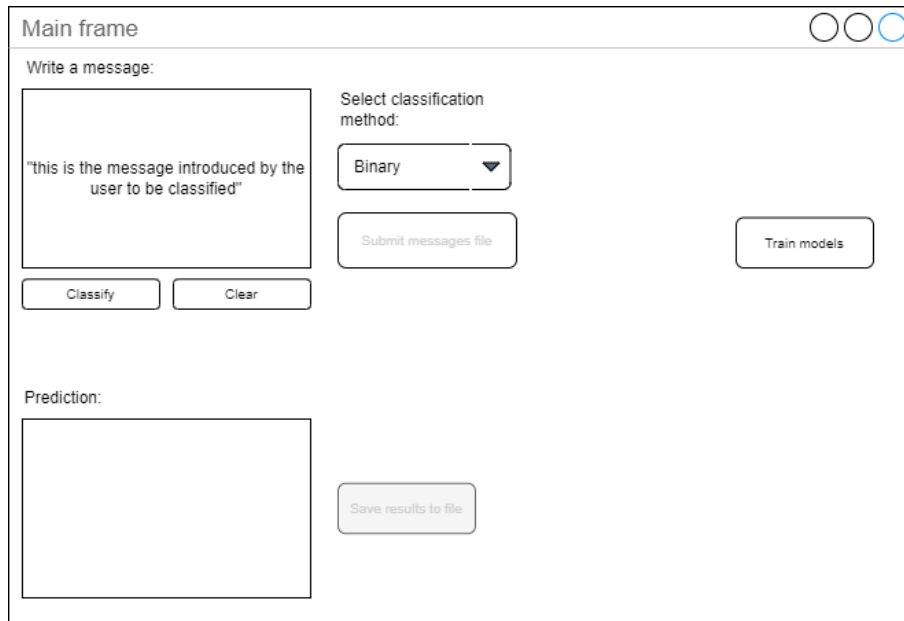 Main frame
Write a message:
"this is the message introduced by the
user to be classified"
Select classification
method:
Binary
Submit messages file
Train models
Classify
Clear
Prediction:
Save results to file